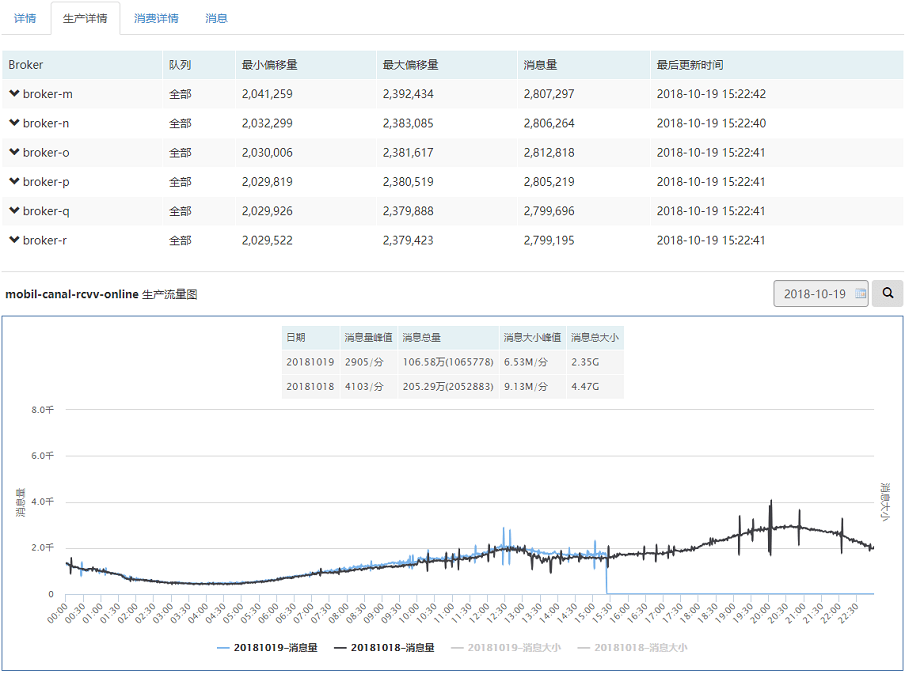 详情 生产详情 消费详情 消息
Broker 队列 最小偏移量 最大偏移量 消息量 最后更新时间
broker-m 全部 2,041,259 2,392,434 2,807,297 2018-10-19 15:22:42
broker-n 全部 2,032,299 2,383,085 2,806,264 2018-10-19 15:22:40
broker-o 全部 2,030,006 2,381,617 2,812,818 2018-10-19 15:22:41
broker-p 全部 2,029,819 2,380,519 2,805,219 2018-10-19 15:22:41
broker-q 全部 2,029,926 2,379,888 2,799,696 2018-10-19 15:22:41
broker-r 全部 2,029,522 2,379,423 2,799,195 2018-10-19 15:22:41
mobil-canal-rcvv-online 生产流量图 2018-10-19
日期 消息量峰值 消息总量 消息大小峰值 消息总大小
20181019 2905/分 106.58万(1065778) 6.53M/分 2.35G
20181018 4103/分 205.29万(2052883) 9.13M/分 4.47G
8.0千
6.0千
4.0千
2.0千
0
消息量
消息大小
00:00 00:30 01:00 01:30 02:00 02:30 03:00 03:30 04:00 04:30 05:00 05:30 06:00 06:30 07:00 07:30 08:00 08:30 09:00 09:30 10:00 10:30 11:00 11:30 12:00 12:30 13:00 13:30 14:00 14:30 15:00 15:30 16:00 16:30 17:00 17:30 18:00 18:30 19:00 19:30 20:00 20:30 21:00 21:30 22:00 22:30
20181019-消息量 20181018-消息量 20181019-消息大小 20181018-消息大小